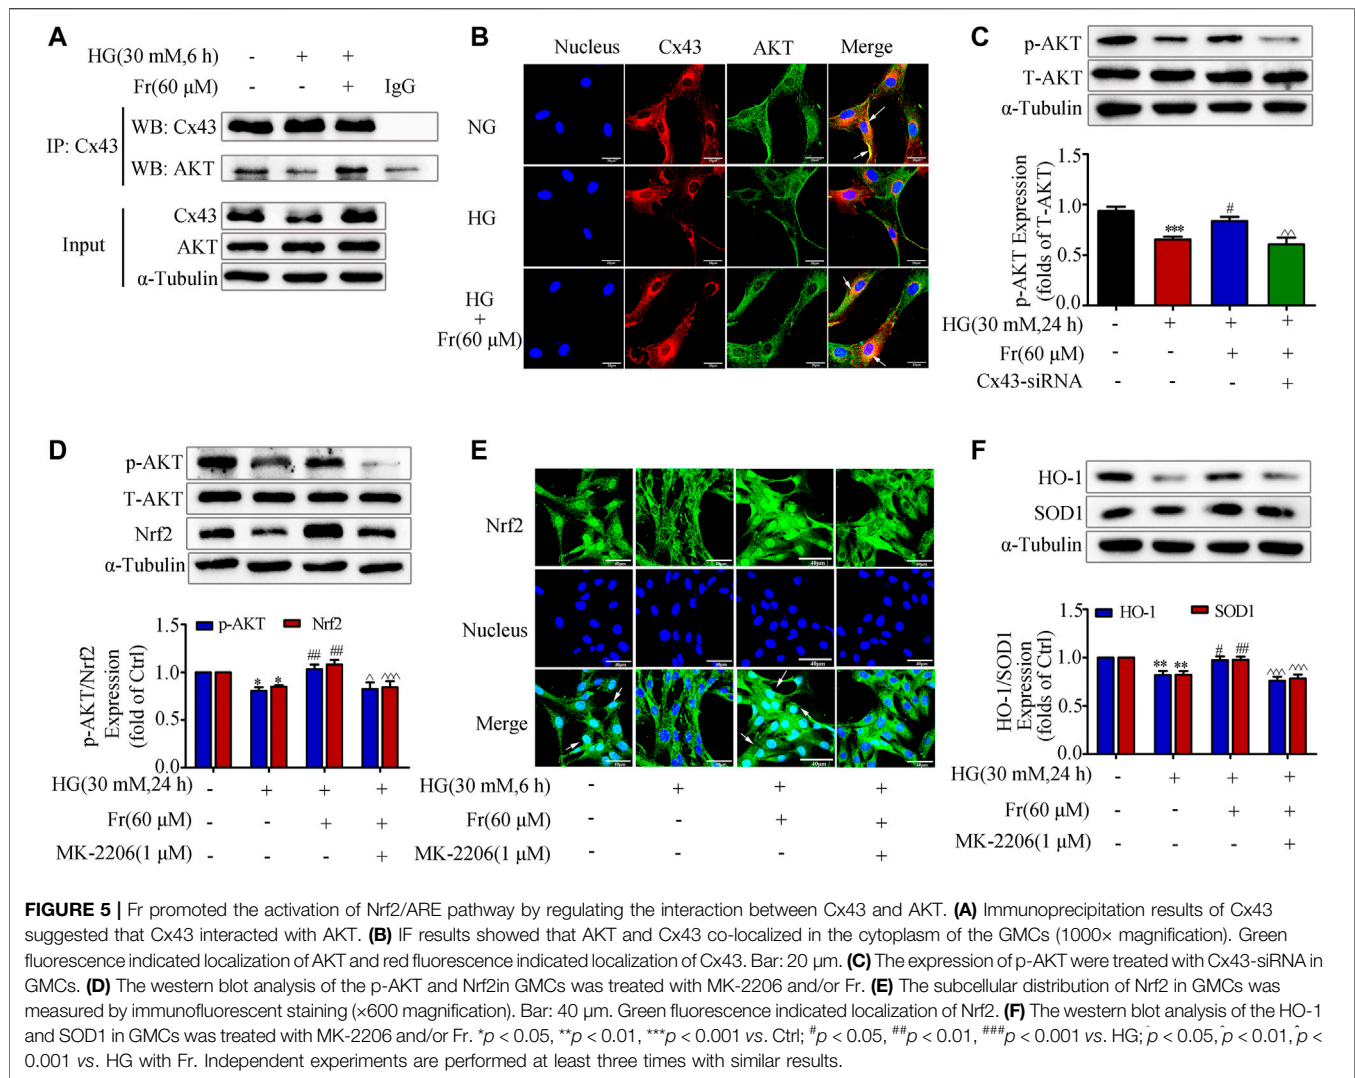 A
HG(30 mM,6 h) - + +
Fr(60 μM) - - + IgG
IP: Cx43
WB: Cx43
WB: AKT
Input
Cx43
AKT
α-Tubulin
B
Nucleus Cx43 AKT Merge
NG
HG
HG
+
Fr(60 μM)
C
p-AKT
T-AKT
α-Tubulin
p-AKT Expression
(folds of T-AKT)
1.5
1.0
0.5
0.0
*** # ^^
HG(30 mM,24 h) - + + +
Fr(60 μM) - - + +
Cx43-siRNA - - - +
D
p-AKT
T-AKT
Nrf2
α-Tubulin
p-AKT/Nrf2
Expression
(fold of Ctrl)
1.5
1.0
0.5
0.0
p-AKT Nrf2
* * ## ## ^ ^^^
HG(30 mM,24 h) - + + +
Fr(60 μM) - - + +
MK-2206(1 μM) - - - +
E
Nrf2
Nucleus
Merge
40μm
HG(30 mM,6 h) - + + +
Fr(60 μM) - - + +
MK-2206(1 μM) - - - +
F
HO-1
SOD1
α-Tubulin
HO-1/SOD1
Expression
(folds of Ctrl)
1.5
1.0
0.5
0.0
HO-1 SOD1
** ** # ## ^^^ ^^^
HG(30 mM,24 h) - + + +
Fr(60 μM) - - + +
MK-2206(1 μM) - - - +
FIGURE 5 | Fr promoted the activation of Nrf2/ARE pathway by regulating the interaction between Cx43 and AKT. (A) Immunoprecipitation results of Cx43
suggested that Cx43 interacted with AKT. (B) IF results showed that AKT and Cx43 co-localized in the cytoplasm of the GMCs (1000× magnification). Green
fluorescence indicated localization of AKT and red fluorescence indicated localization of Cx43. Bar: 20 μm. (C) The expression of p-AKT were treated with Cx43-siRNA in
GMCs. (D) The western blot analysis of the p-AKT and Nrf2in GMCs was treated with MK-2206 and/or Fr. (E) The subcellular distribution of Nrf2 in GMCs was
measured by immunofluorescent staining (×600 magnification). Bar: 40 μm. Green fluorescence indicated localization of Nrf2. (F) The western blot analysis of the HO-1
and SOD1 in GMCs was treated with MK-2206 and/or Fr. *p < 0.05, **p < 0.01, ***p < 0.001 vs. Ctrl; #p < 0.05, ##p < 0.01, ###p < 0.001 vs. HG; p̂ < 0.05, p̂ < 0.01, p̂ <
0.001 vs. HG with Fr. Independent experiments are performed at least three times with similar results.